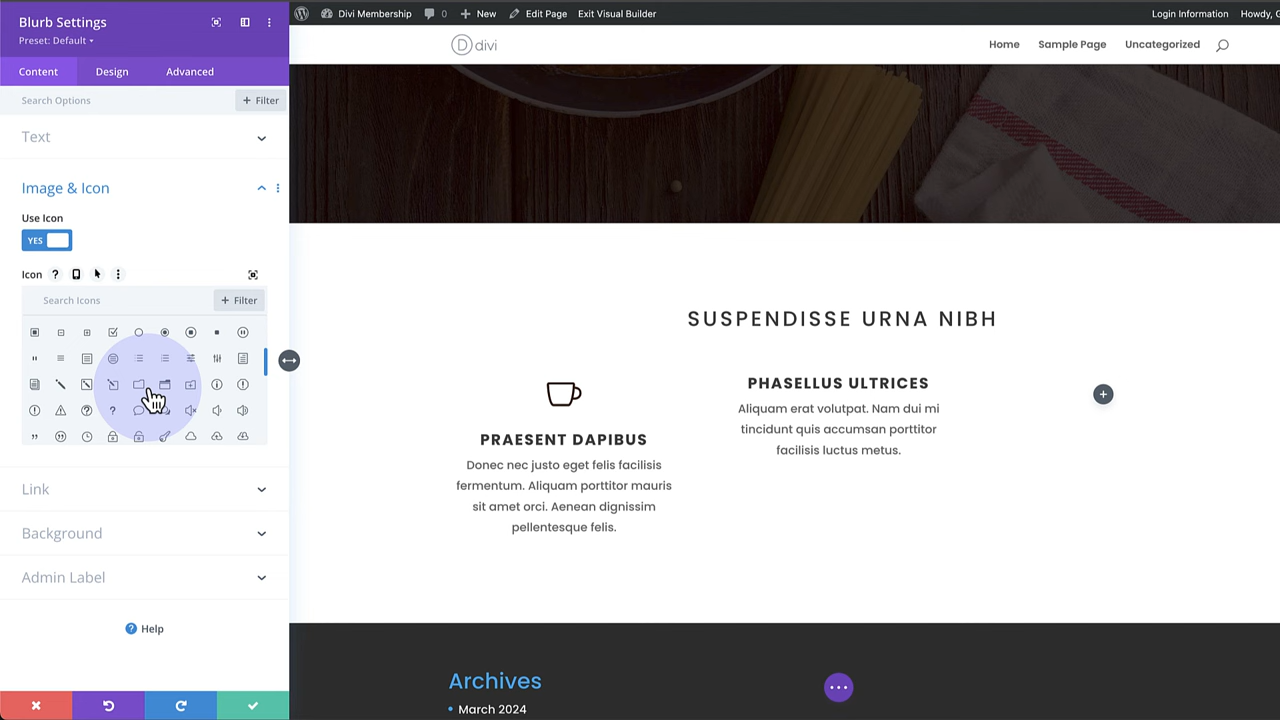 Blurb Settings
Preset: Default
Content
Design
Advanced
Search Options
+ Filter
Text
Image & Icon
Use Icon
YES
Icon
Search Icons
+ Filter
Link
Background
Admin Label
Help
Divi Membership
0
New
Edit Page
Exit Visual Builder
Login Information
Howdy, G
divi
Home
Sample Page
Uncategorized
SUSPENDISSE URNA NIBH
PRAESENT DAPIBUS
Donec nec justo eget felis facilisis
fermentum. Aliquam porttitor mauris
sit amet orci. Aenean dignissim
pellentesque felis.
PHASELLUS ULTRICES
Aliquam erat volutpat. Nam dui mi
tincidunt quis accumsan porttitor
facilisis luctus metus.
Archives
March 2024